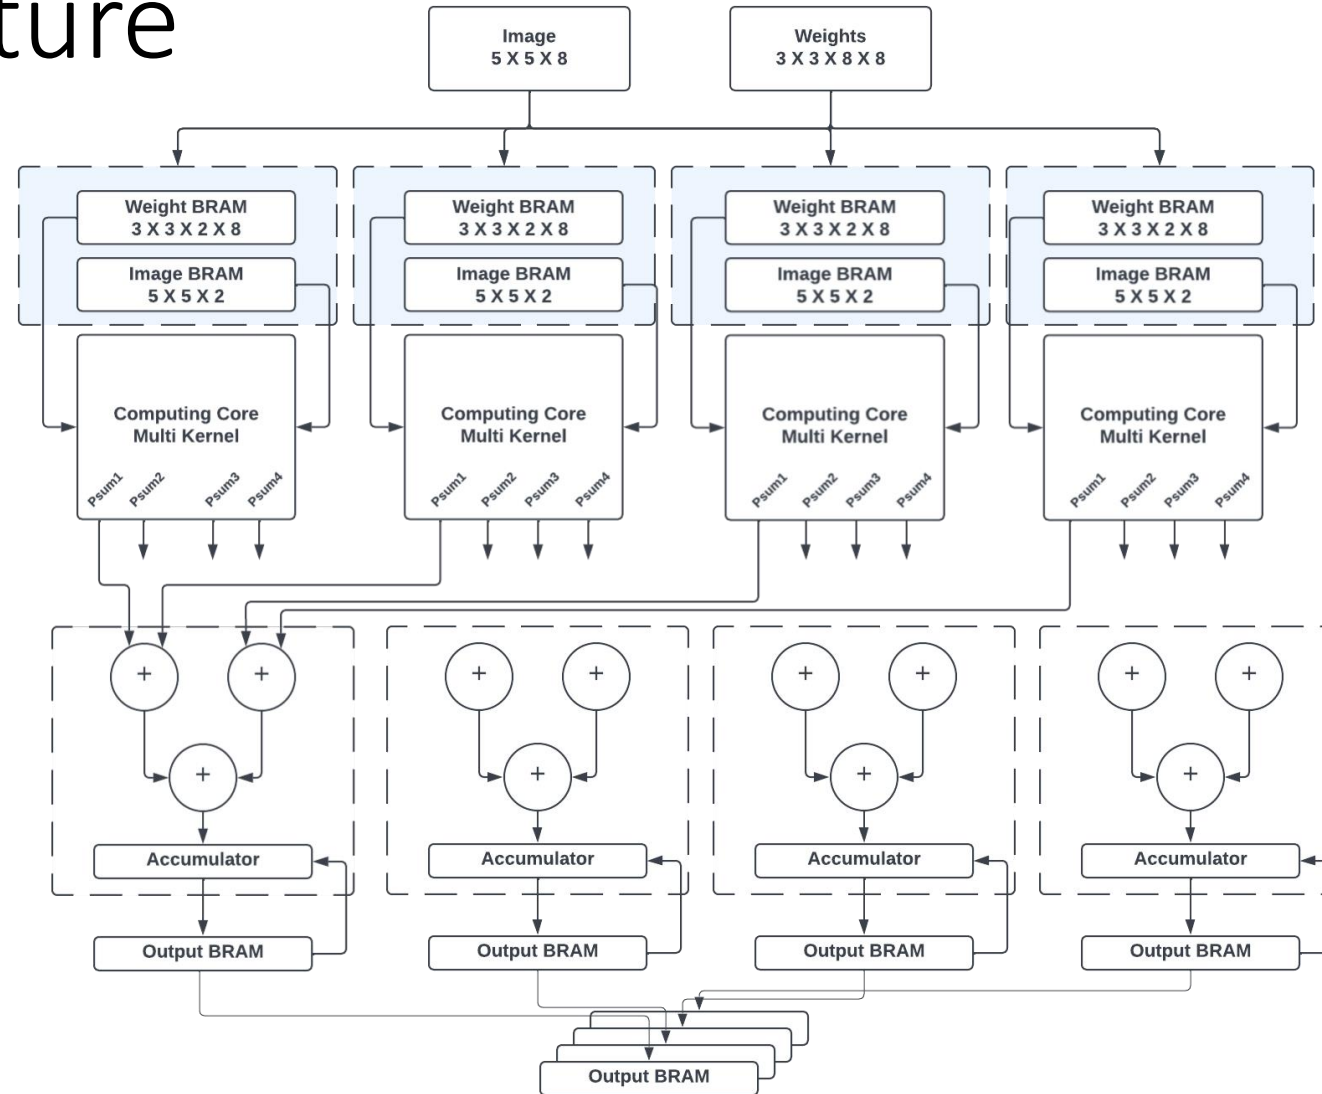 ture
Image
5 X 5 X 8
Weights
3 X 3 X 8 X 8
Weight BRAM
3 X 3 X 2 X 8
Image BRAM
5 X 5 X 2
Weight BRAM
3 X 3 X 2 X 8
Image BRAM
5 X 5 X 2
Weight BRAM
3 X 3 X 2 X 8
Image BRAM
5 X 5 X 2
Weight BRAM
3 X 3 X 2 X 8
Image BRAM
5 X 5 X 2
Computing Core
Multi Kernel
Psum1
Psum2
Psum3
Psum4
Computing Core
Multi Kernel
Psum1
Psum2
Psum3
Psum4
Computing Core
Multi Kernel
Psum1
Psum2
Psum3
Psum4
Computing Core
Multi Kernel
Psum1
Psum2
Psum3
Psum4
+
+
+
+
+
+
+
+
+
+
+
+
Accumulator
Accumulator
Accumulator
Accumulator
Output BRAM
Output BRAM
Output BRAM
Output BRAM
Output BRAM